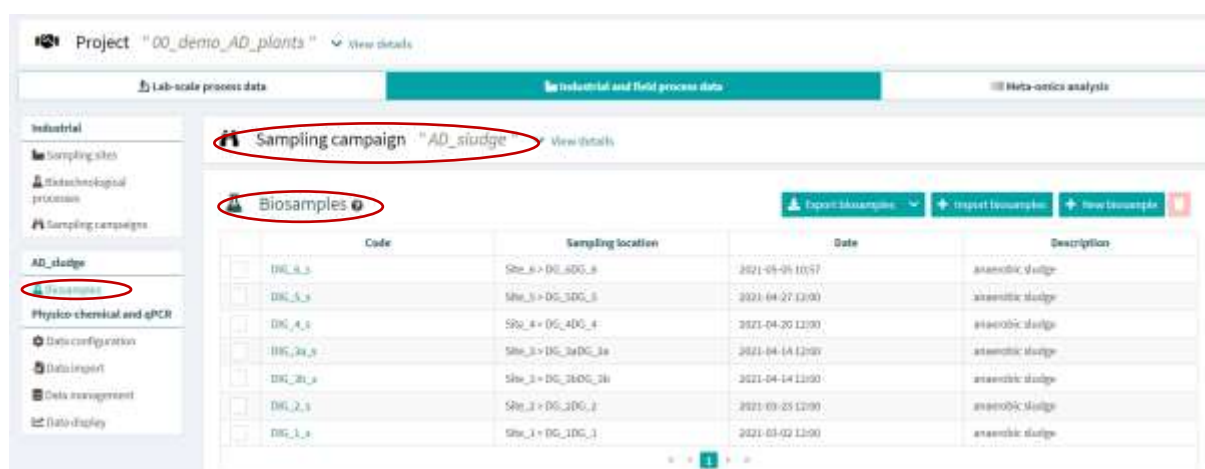 Project "00_demo_AD_plants" View details
Lab-scale process data Industrial and field process data Meta-omics analysis
Industrial
Sampling sites
Biotechnological processes
Sampling campaigns
AD_sludge
Biosamples
Physico-chemical and qPCR
Data configuration
Data import
Data management
Data display
Sampling campaign "AD_sludge" View details
Biosamples
Export biosamples Import biosamples New biosample
Code Sampling location Date Description
DIG_6_s Site_6 > DG_6DG_6 2021-05-05 10:57 anaerobic sludge
DIG_5_s Site_5 > DG_5DG_5 2021-04-27 12:00 anaerobic sludge
DIG_4_s Site_4 > DG_4DG_4 2021-04-20 12:00 anaerobic sludge
DIG_3a_s Site_3 > DG_3aDG_3a 2021-04-14 12:00 anaerobic sludge
DIG_3b_s Site_3 > DG_3bDG_3b 2021-04-14 12:00 anaerobic sludge
DIG_2_s Site_2 > DG_2DG_2 2021-03-23 12:00 anaerobic sludge
DIG_1_s Site_1 > DG_1DG_1 2021-03-02 12:00 anaerobic sludge
« < 1 > »